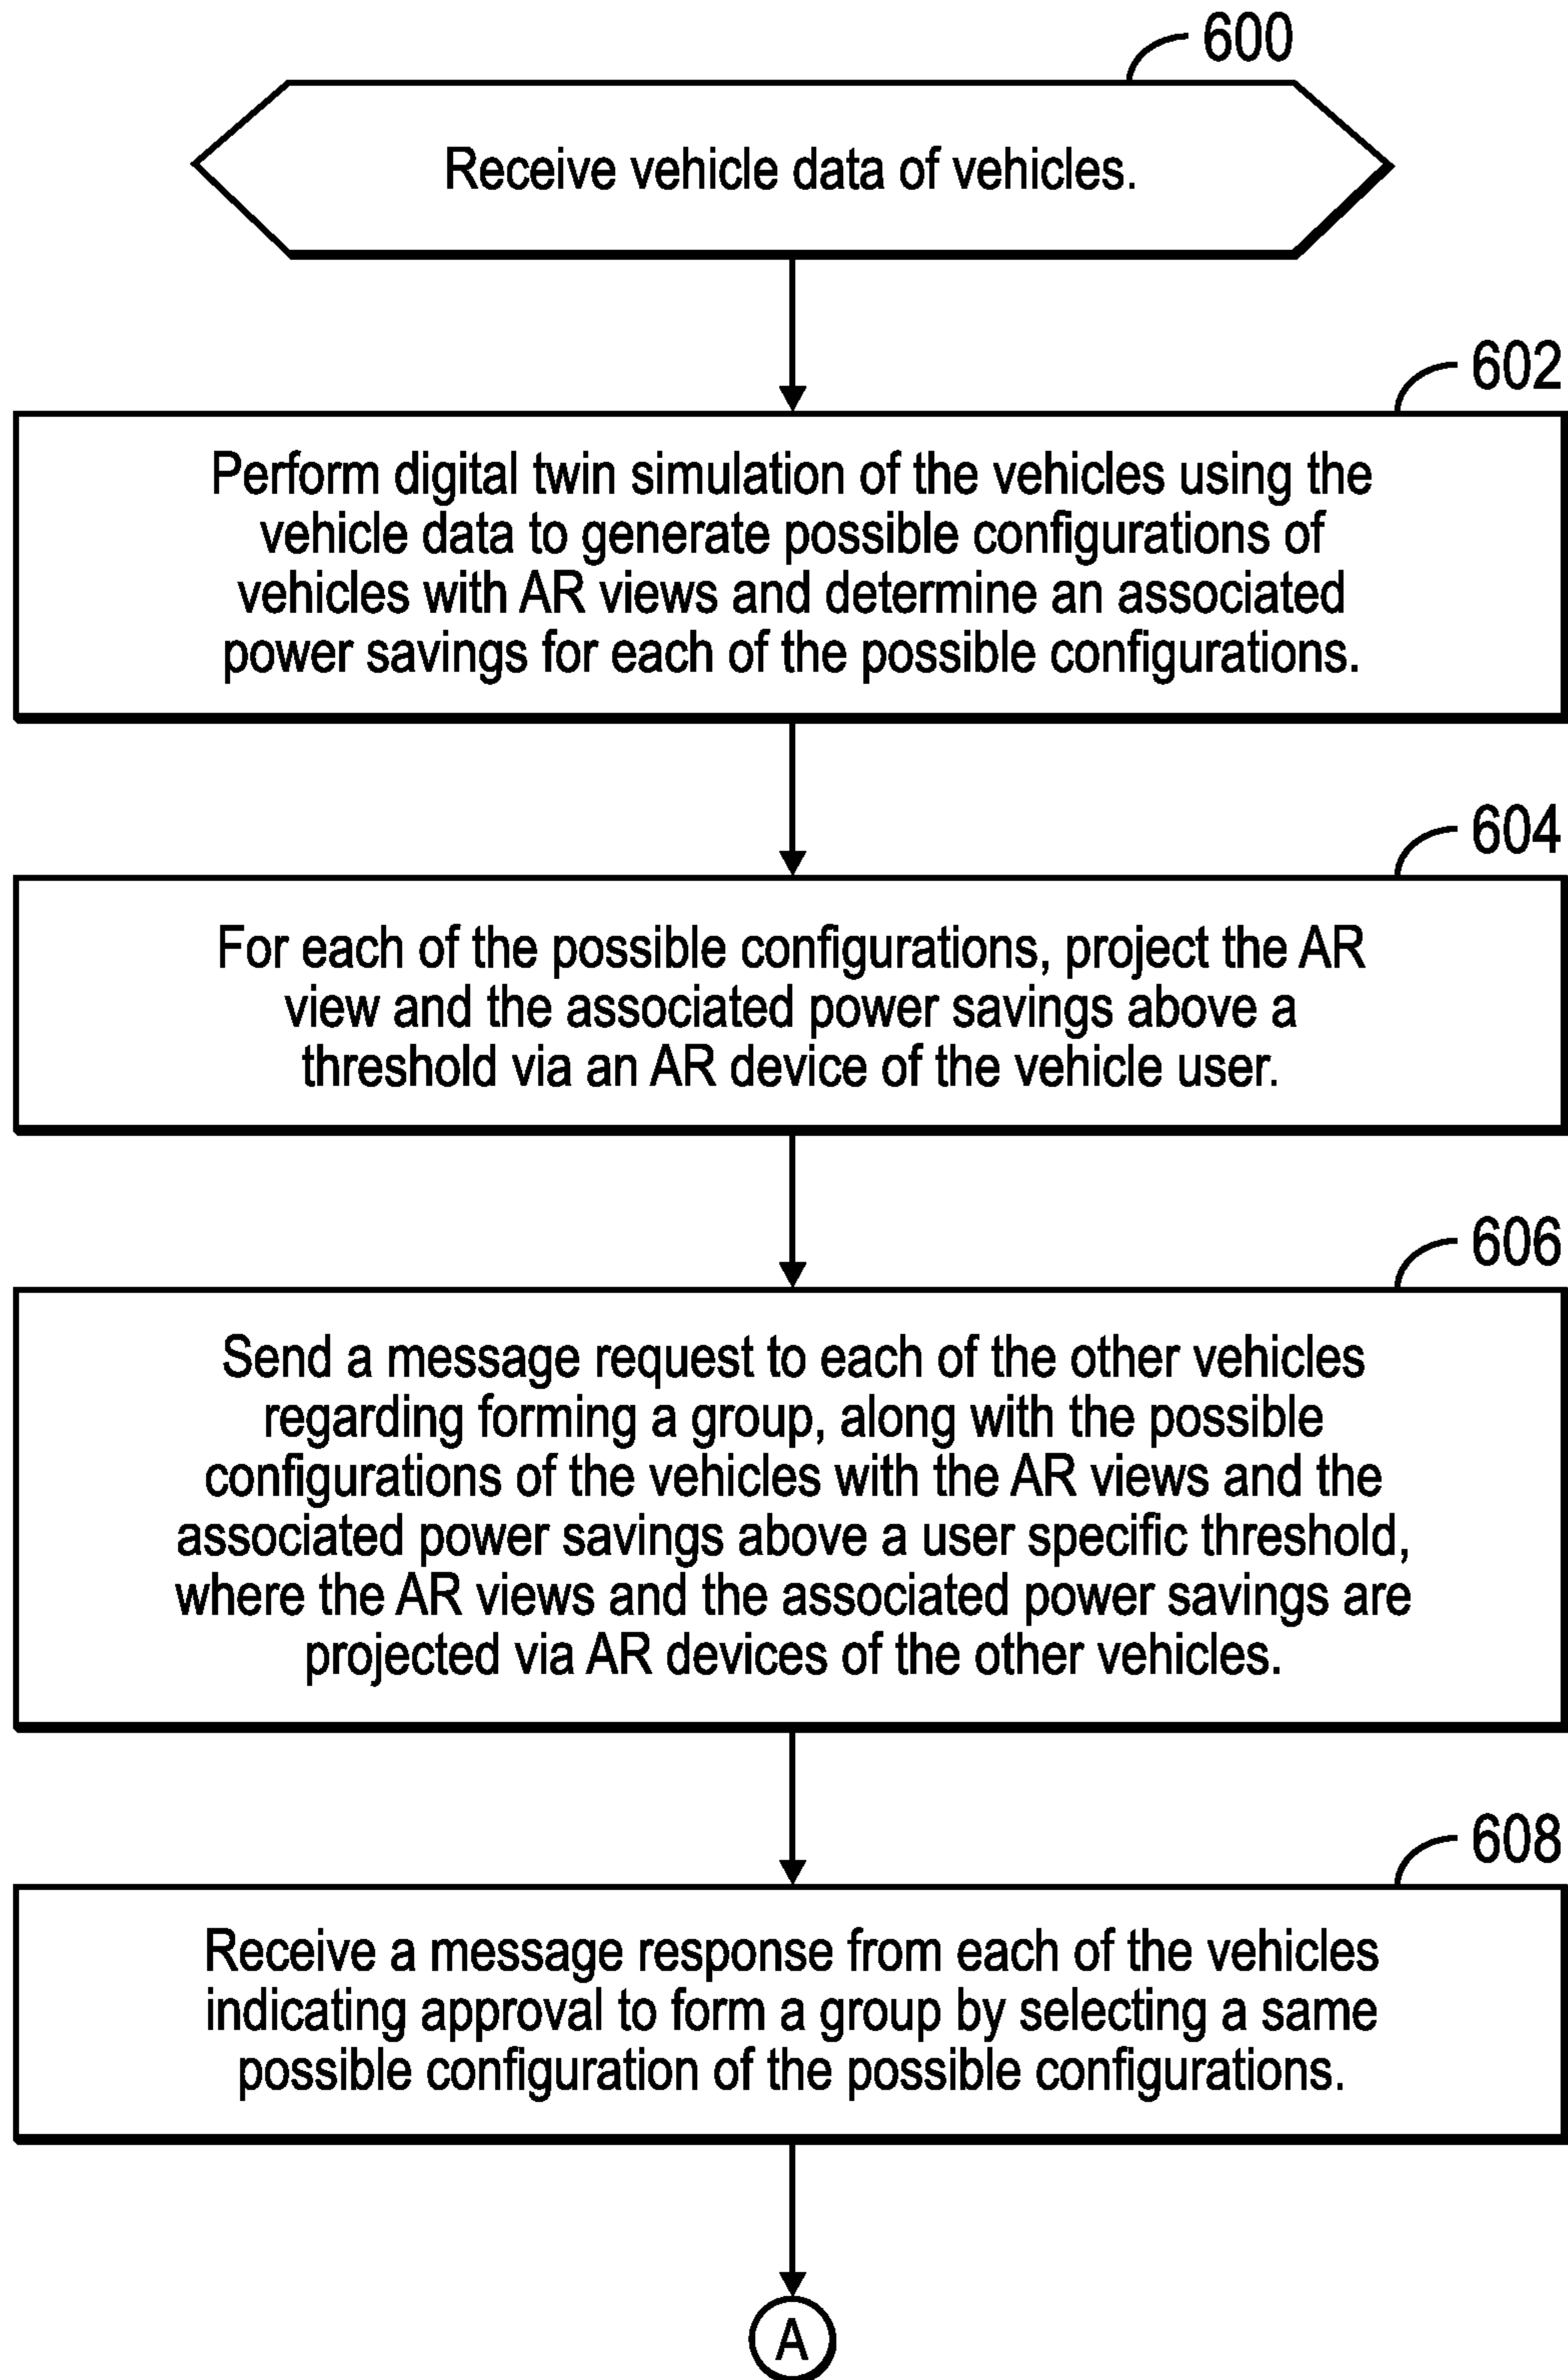 600
Receive vehicle data of vehicles.
602
Perform digital twin simulation of the vehicles using the
vehicle data to generate possible configurations of
vehicles with AR views and determine an associated
power savings for each of the possible configurations.
604
For each of the possible configurations, project the AR
view and the associated power savings above a
threshold via an AR device of the vehicle user.
606
Send a message request to each of the other vehicles
regarding forming a group, along with the possible
configurations of the vehicles with the AR views and the
associated power savings above a user specific threshold,
where the AR views and the associated power savings are
projected via AR devices of the other vehicles.
608
Receive a message response from each of the vehicles
indicating approval to form a group by selecting a same
possible configuration of the possible configurations.
A